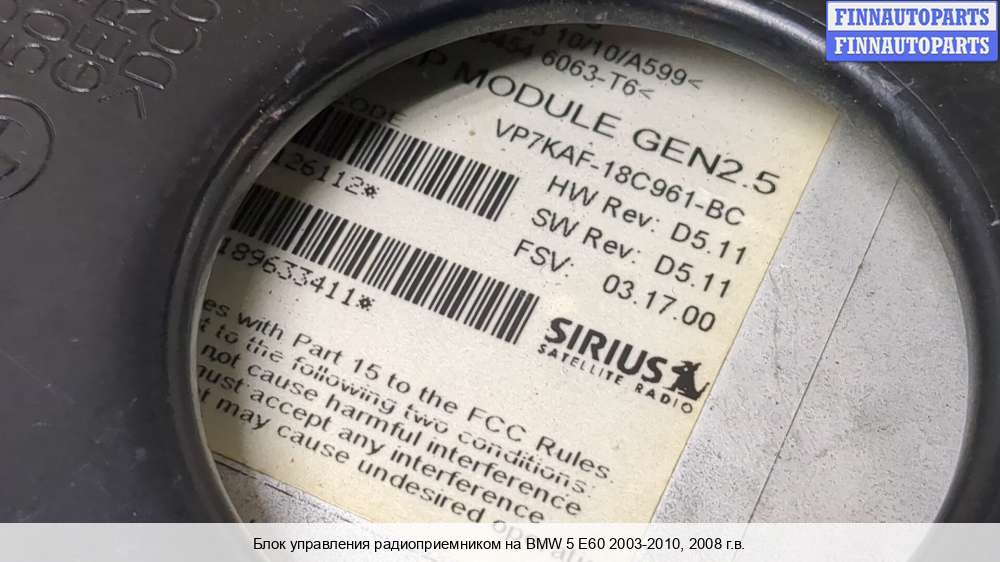 FINNAUTOPARTS
FINNAUTOPARTS
10/10/A599<
6063-T6<
MODULE GEN2.5
VP7KAF-18C961-BC
HW Rev: D5.11
SW Rev: D5.11
FSV: 03.17.00
126112*
189633411*
SIRIUS
SATELLITE RADIO
with Part 15 to the FCC Rules
to the following two conditions:
not cause harmful interference
must accept any interference
may cause undesired
Блок управления радиоприемником на BMW 5 E60 2003-2010, 2008 г.в.